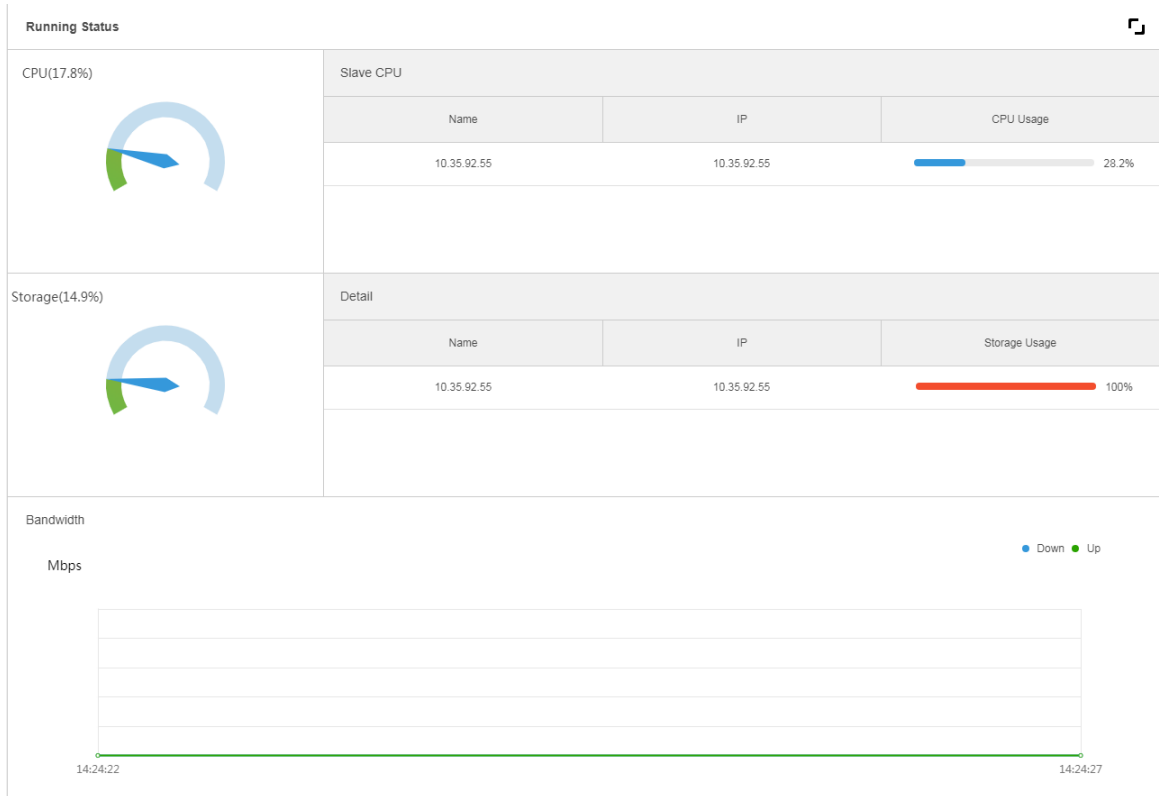 Running Status
CPU(17.8%)
Slave CPU
Name IP CPU Usage
10.35.92.55 10.35.92.55 28.2%
Storage(14.9%)
Detail
Name IP Storage Usage
10.35.92.55 10.35.92.55 100%
Bandwidth
Down Up
Mbps
14:24:22 14:24:27